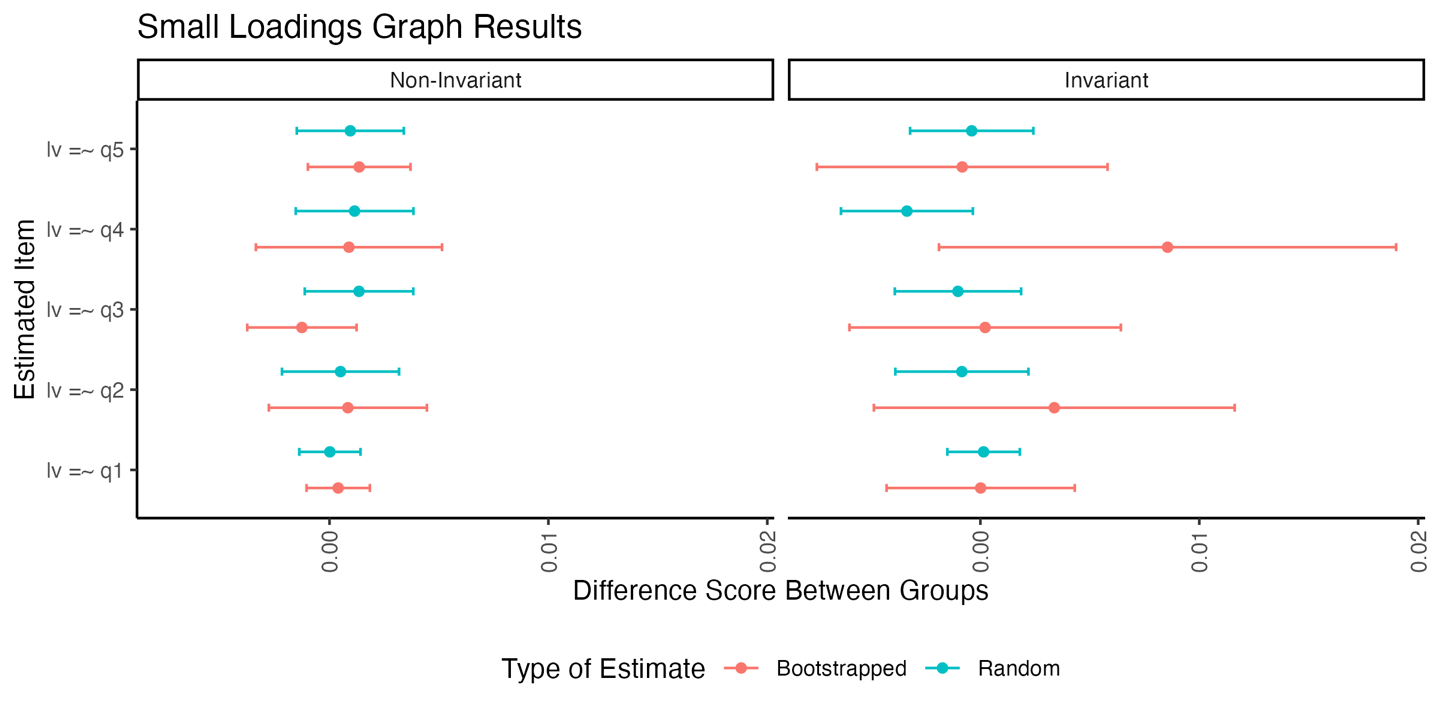 Small Loadings Graph Results
Non-Invariant
Invariant
Estimated Item
lv =~ q5
lv =~ q4
lv =~ q3
lv =~ q2
lv =~ q1
0.00
0.01
0.02
0.00
0.01
0.02
Difference Score Between Groups
Type of Estimate
Bootstrapped
Random